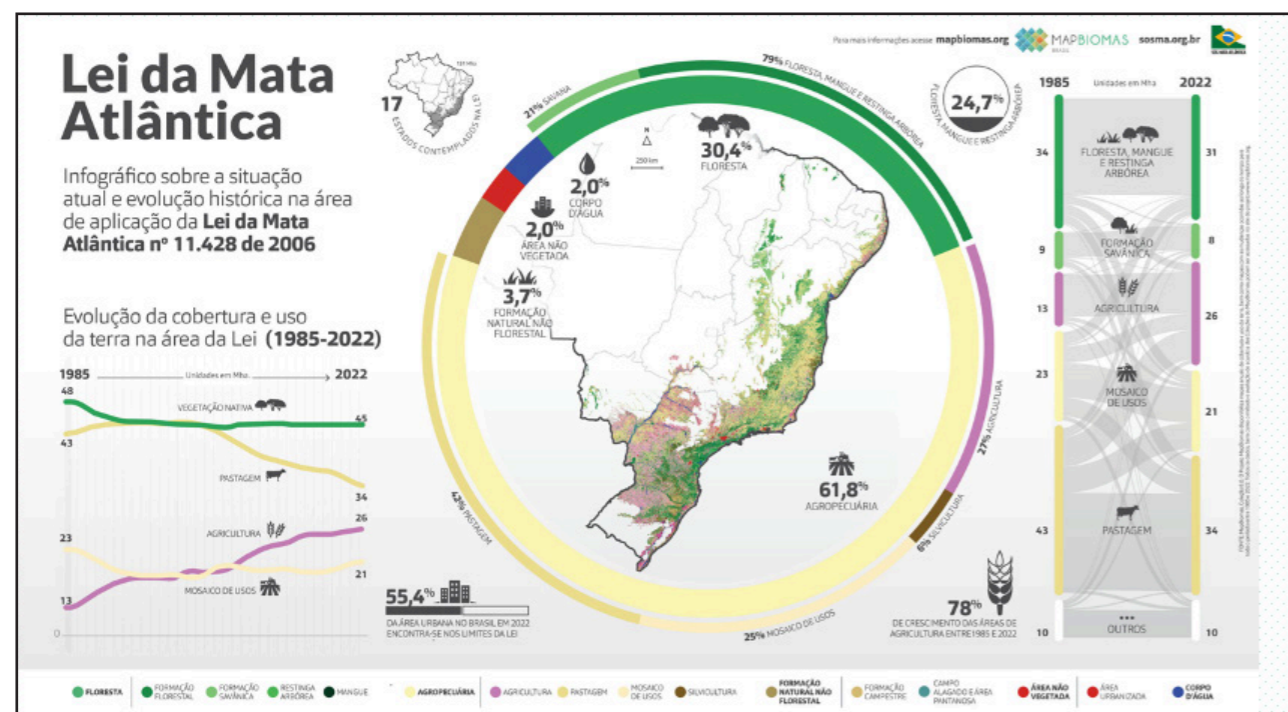 Para mais informações acesse mapbiomas.org
MAPBIOMAS
BRASIL
sosma.org.br
Lei da Mata
Atlântica
Infográfico sobre a situação
atual e evolução histórica na área
de aplicação da Lei da Mata
Atlântica nº 11.428 de 2006
17
ESTADOS CONTEMPLADOS NA LEI
Evolução da cobertura e uso
da terra na área da Lei (1985-2022)
1985
Unidades em Mha
2022
48
VEGETAÇÃO NATIVA
45
43
PASTAGEM
34
26
AGRICULTURA
23
21
MOSAICO DE USOS
13
0
21% SAVANA
79% FLORESTA, MANGUE E RESTINGA ARBÓREA
24,7%
FLORESTA, MANGUE E RESTINGA ARBÓREA
N
250 km
30,4%
FLORESTA
2,0%
CORPO
D'ÁGUA
2,0%
ÁREA NÃO
VEGETADA
3,7%
FORMAÇÃO
NATURAL NÃO
FLORESTAL
61,8%
AGROPECUÁRIA
42% PASTAGEM
27% AGRICULTURA
6% SILVICULTURA
25% MOSAICO DE USOS
55,4%
DA ÁREA URBANA NO BRASIL EM 2022
ENCONTRA-SE NOS LIMITES DA LEI
78%
DE CRESCIMENTO DAS ÁREAS DE
AGRICULTURA ENTRE 1985 E 2022
1985
Unidades em Mha
2022
34
FLORESTA, MANGUE
E RESTINGA
ARBÓREA
31
9
FORMAÇÃO
SAVÂNICA
8
13
AGRICULTURA
26
23
MOSAICO
DE USOS
21
43
PASTAGEM
34
10
OUTROS
10
FLORESTA
FORMAÇÃO
FLORESTAL
FORMAÇÃO
SAVÂNICA
RESTINGA
ARBÓREA
MANGUE
AGROPECUÁRIA
AGRICULTURA
PASTAGEM
MOSAICO
DE USOS
SILVICULTURA
FORMAÇÃO
NATURAL NÃO
FLORESTAL
FORMAÇÃO
CAMPESTRE
CAMPO
ALAGADO E ÁREA
PANTANOSA
ÁREA NÃO
VEGETADA
ÁREA
URBANIZADA
CORPO
D'ÁGUA